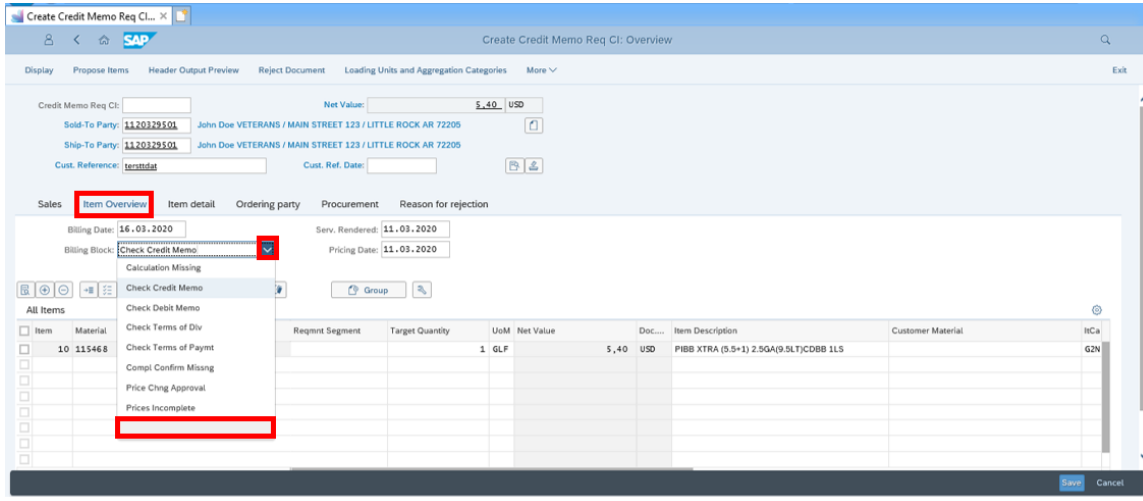 Create Credit Memo Req CI... ×
SAP Create Credit Memo Req CI: Overview
Display Propose Items Header Output Preview Reject Document Loading Units and Aggregation Categories More Exit
Credit Memo Req CI: Net Value: 5,40 USD
Sold-To Party: 1120329501 John Doe VETERANS / MAIN STREET 123 / LITTLE ROCK AR 72205
Ship-To Party: 1120329501 John Doe VETERANS / MAIN STREET 123 / LITTLE ROCK AR 72205
Cust. Reference: tersttdat Cust. Ref. Date:
Sales Item Overview Item detail Ordering party Procurement Reason for rejection
Billing Date: 16.03.2020 Serv. Rendered: 11.03.2020
Billing Block: Check Credit Memo Pricing Date: 11.03.2020
Calculation Missing
Check Credit Memo
Check Debit Memo
Check Terms of Dlv
Check Terms of Paymt
Compl Confirm Missng
Price Chng Approval
Prices Incomplete
Group
All Items
Item Material Reqmnt Segment Target Quantity UoM Net Value Doc.... Item Description Customer Material ItCa
10 115468 1 GLF 5,40 USD PIBB XTRA (5.5+1) 2.5GA(9.5LT)CDBB 1LS G2N
Save Cancel